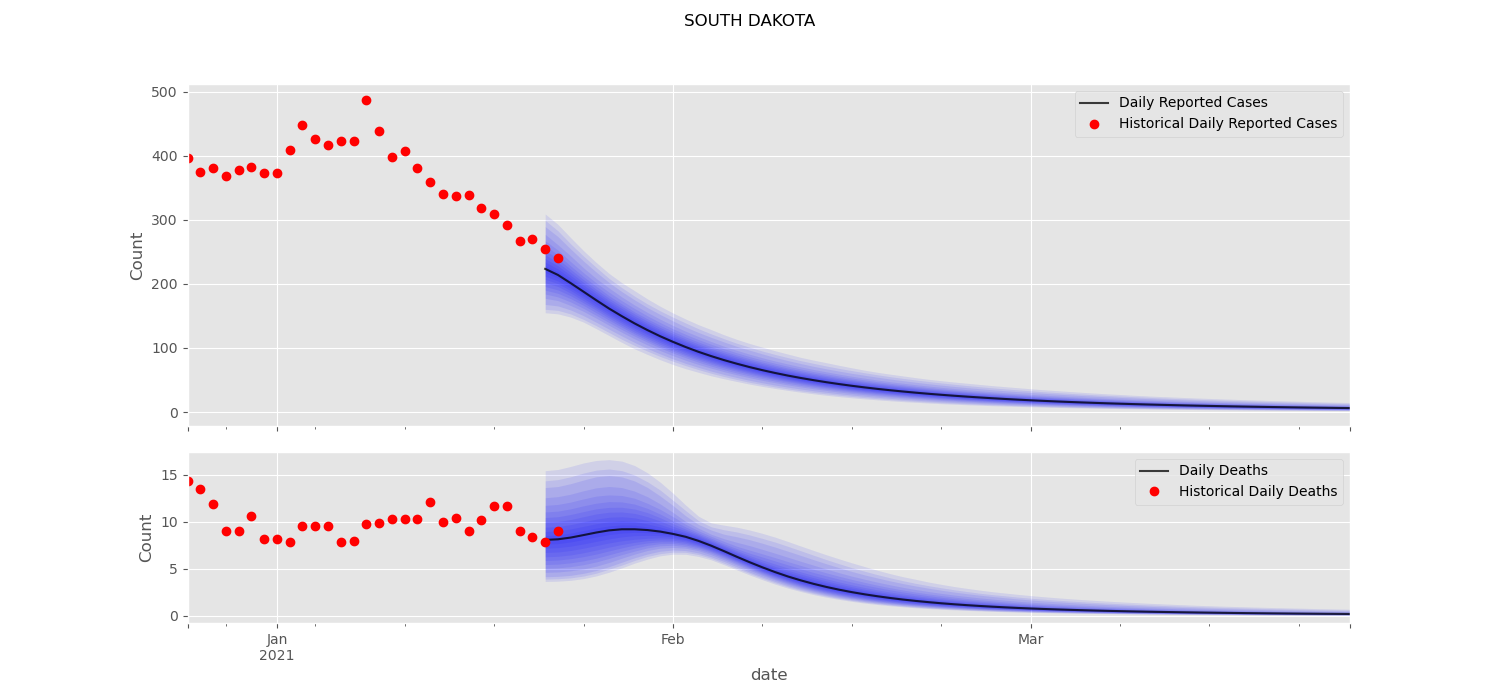 SOUTH DAKOTA
500
400
300
200
100
0
Count
Daily Reported Cases
Historical Daily Reported Cases
15
10
5
0
Count
Daily Deaths
Historical Daily Deaths
Jan
2021
Feb
Mar
date